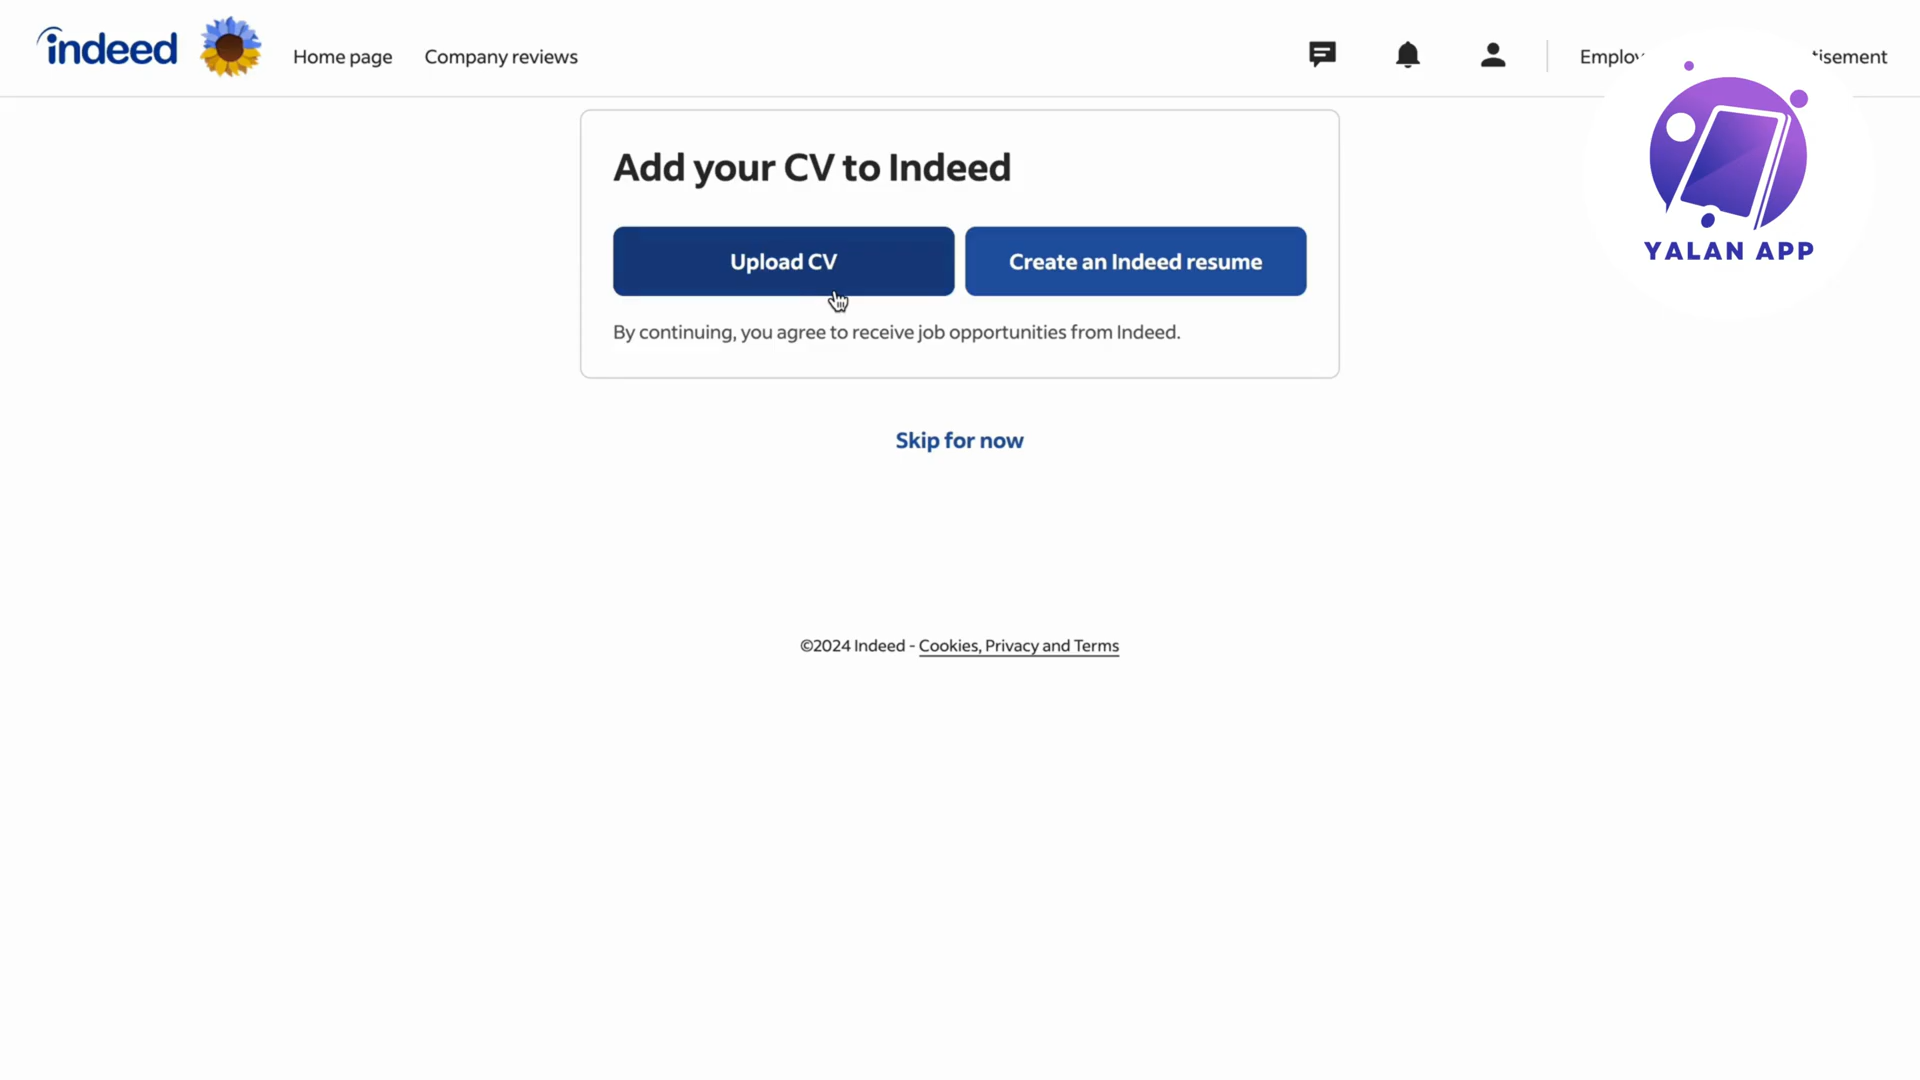 indeed
Home page
Company reviews
YALAN APP
Add your CV to Indeed
Upload CV
Create an Indeed resume
By continuing, you agree to receive job opportunities from Indeed.
Skip for now
©2024 Indeed - Cookies, Privacy and Terms